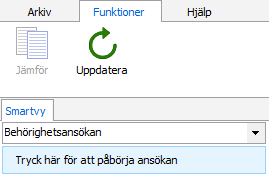 Arkiv Funktioner Hjälp
Jämför Uppdatera
Smartvy
Behörighetsansökan
Tryck här för att påbörja ansökan